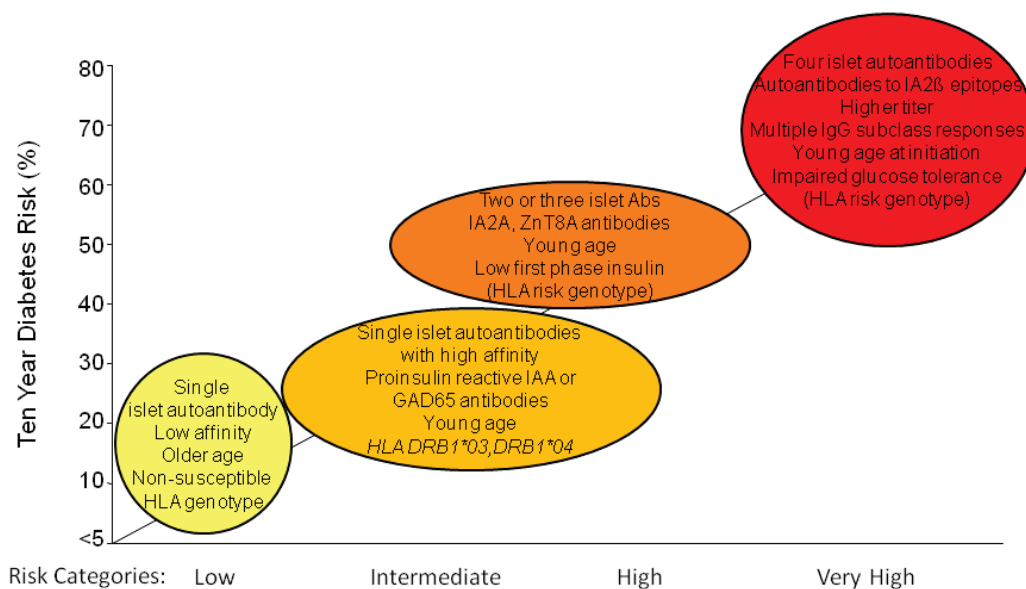 Ten Year Diabetes Risk (%)
80
70
60
50
40
30
20
10
<5
Four islet autoantibodies
Autoantibodies to IA2ß epitopes
Higher titer
Multiple IgG subclass responses
Young age at initiation
Impaired glucose tolerance
(HLA risk genotype)
Two or three islet Abs
IA2A, ZnT8A antibodies
Young age
Low first phase insulin
(HLA risk genotype)
Single islet autoantibodies
with high affinity
Proinsulin reactive IAA or
GAD65 antibodies
Young age
HLA DRB1*03,DRB1*04
Single
islet autoantibody
Low affinity
Older age
Non-susceptible
HLA genotype
Risk Categories: Low Intermediate High Very High